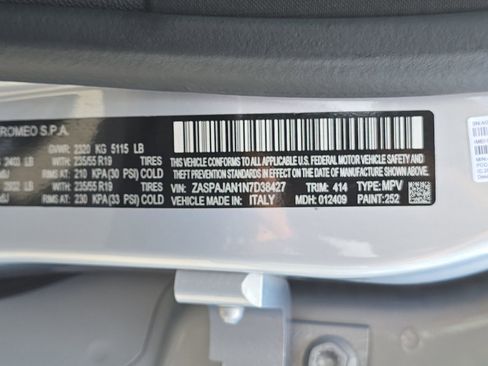 ROMEO S.P.A.
GVWR: 2320 KG 5115 LB
2403 LB WITH 235/55 R19 TIRES
RIMS AT 210 KPA (30 PSI) COLD
WITH 235/55 R19 TIRES
RIMS AT 230 KPA (33 PSI) COLD
THIS VEHICLE CONFORMS TO ALL APPLICABLE FEDERAL MOTOR
VEHICLE SAFETY, BUMPER, AND THEFT
PREVENTION STANDARDS IN EFFECT ON THE DATE OF MANUFACTURE SHOWN ABOVE.
VIN: ZASPAJAN1N7D38427 TRIM: 414 TYPE: MPV
VEHICLE MADE IN: ITALY MDH: 012409 PAINT: 252